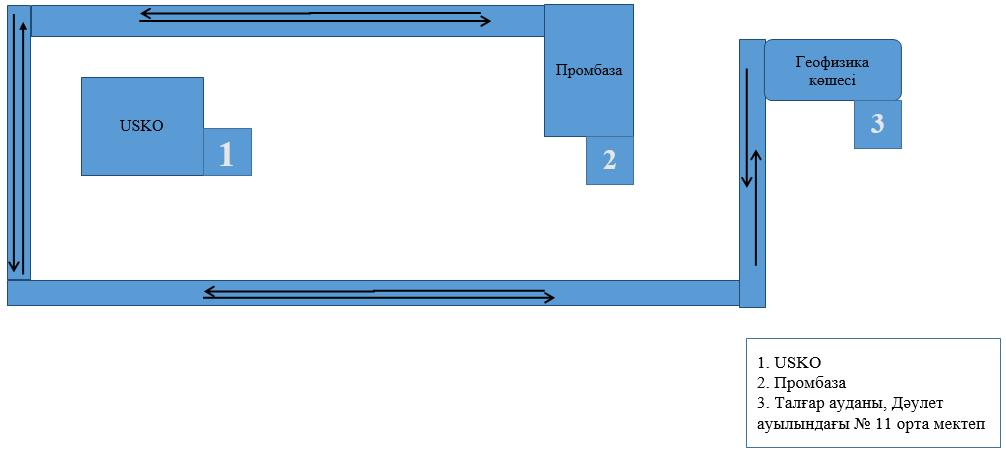 USKO
1
Промбаза
2
Геофизика
көшесі
3
1. USKO
2. Промбаза
3. Талғар ауданы, Дәулет
ауылындағы № 11 орта мектеп